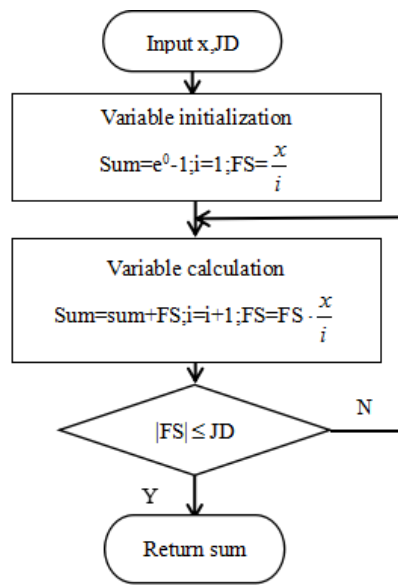 Input x,JD
Variable initialization
Sum=e⁰-1;i=1;FS=x/i
Variable calculation
Sum=sum+FS;i=i+1;FS=FS·x/i
|FS|≤JD
N
Y
Return sum